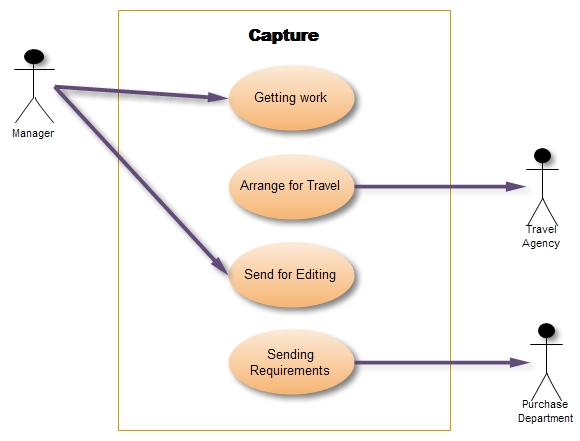 Capture
Getting work
Manager
Arrange for Travel
Travel
Agency
Send for Editing
Sending
Requirements
Purchase
Department